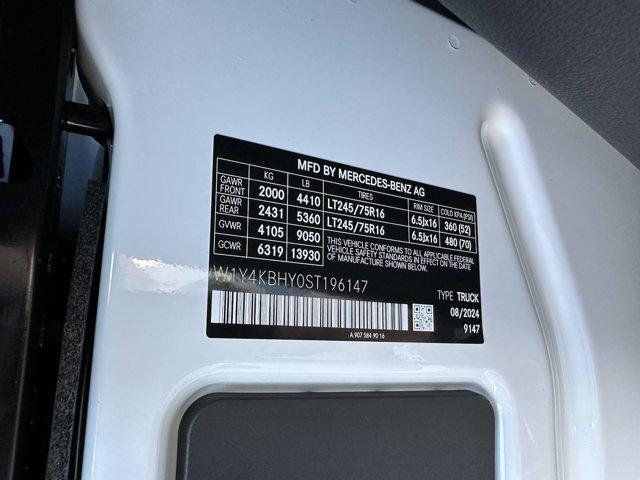 MFD BY MERCEDES-BENZ AG
KG LB TIRES RIM SIZE COLD KPA (PSI)
GAWR FRONT 2000 4410 LT245/75R16 6.5Jx16 360 (52)
GAWR REAR 2431 5360 LT245/75R16 6.5Jx16 480 (70)
GVWR 4105 9050
GCWR 6319 13930
THIS VEHICLE CONFORMS TO ALL APPLICABLE FEDERAL
MOTOR VEHICLE SAFETY STANDARDS IN EFFECT ON THE
DATE OF MANUFACTURE SHOWN ABOVE.
W1Y4KBHY0ST196147
TYPE TRUCK
08/2024
9147
A 907 584 90 16